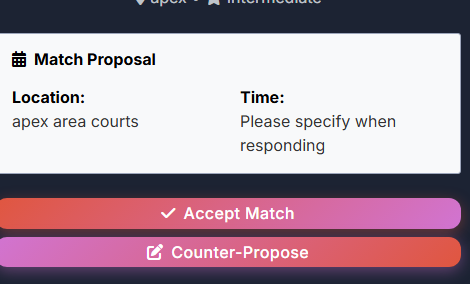 apex • intermediate
Match Proposal
Location:
Time:
apex area courts
Please specify when
responding
Accept Match
Counter-Propose